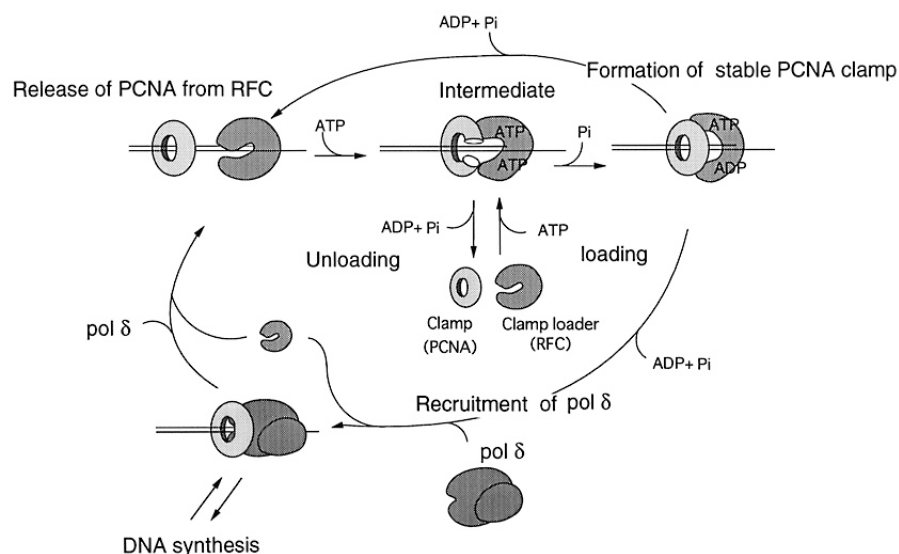 ADP+ Pi
Release of PCNA from RFC
Intermediate
Formation of stable PCNA clamp
ATP
ATP
ATP
Pi
ATP
ADP
ADP+ Pi
ATP
Unloading
loading
Clamp
(PCNA)
Clamp loader
(RFC)
pol δ
ADP+ Pi
Recruitment of pol δ
pol δ
DNA synthesis